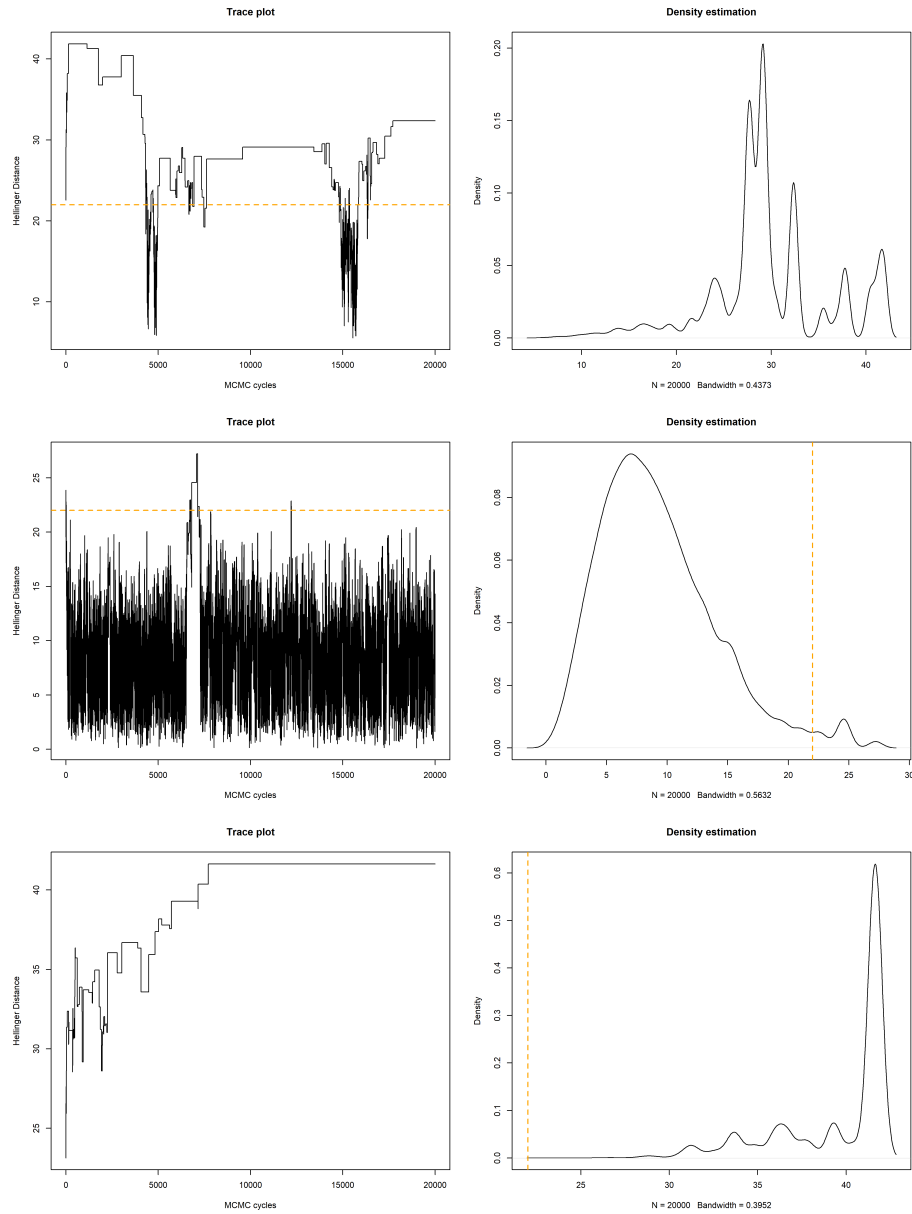 Trace plot
Hellinger Distance
10 20 30 40
0 5000 10000 15000 20000
MCMC cycles
Density estimation
Density
0.00 0.05 0.10 0.15 0.20
10 20 30 40
N = 20000 Bandwidth = 0.4373
Trace plot
Hellinger Distance
0 5 10 15 20 25
0 5000 10000 15000 20000
MCMC cycles
Density estimation
Density
0.00 0.02 0.04 0.06 0.08
0 5 10 15 20 25 30
N = 20000 Bandwidth = 0.5632
Trace plot
Hellinger Distance
25 30 35 40
0 5000 10000 15000 20000
MCMC cycles
Density estimation
Density
0.0 0.1 0.2 0.3 0.4 0.5 0.6
25 30 35 40
N = 20000 Bandwidth = 0.3952